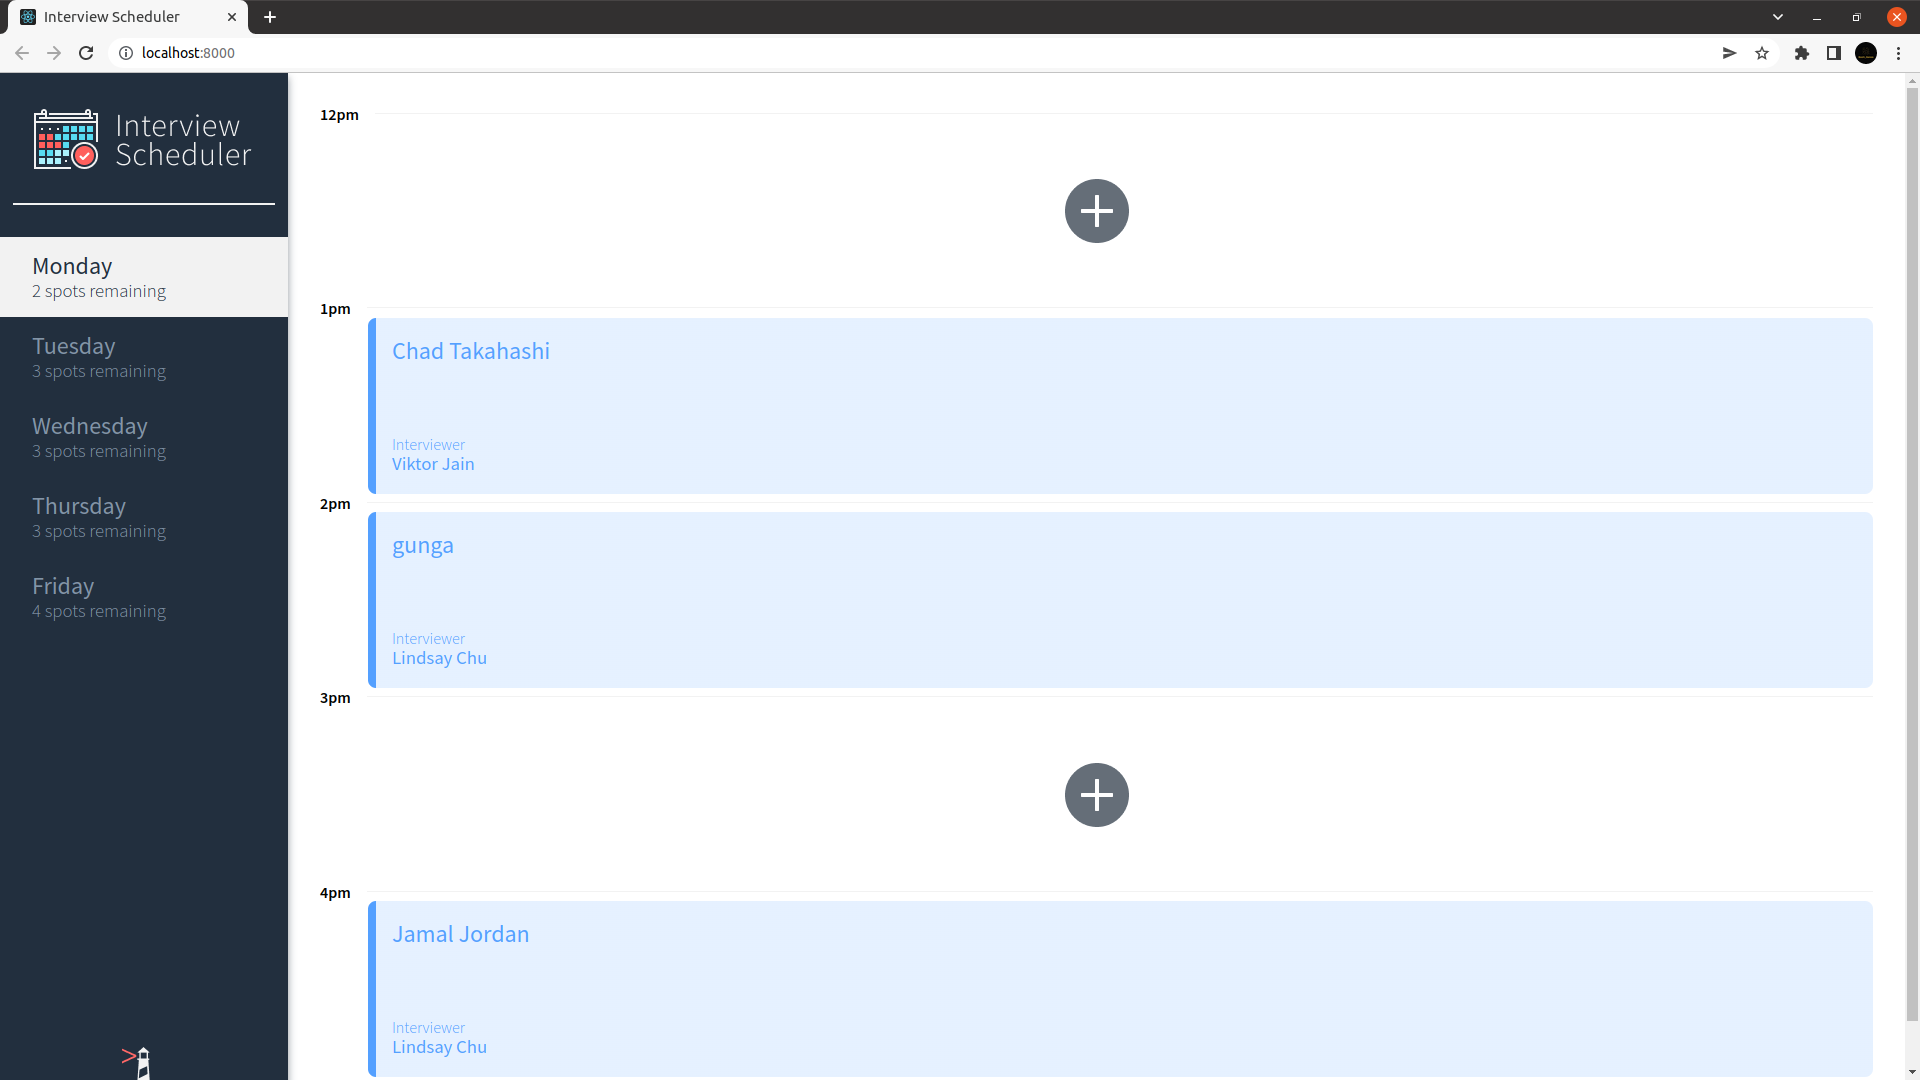 Interview Scheduler
localhost:8000
Interview
Scheduler
Monday
2 spots remaining
Tuesday
3 spots remaining
Wednesday
3 spots remaining
Thursday
3 spots remaining
Friday
4 spots remaining
12pm
1pm
Chad Takahashi
Interviewer
Viktor Jain
2pm
gunga
Interviewer
Lindsay Chu
3pm
4pm
Jamal Jordan
Interviewer
Lindsay Chu